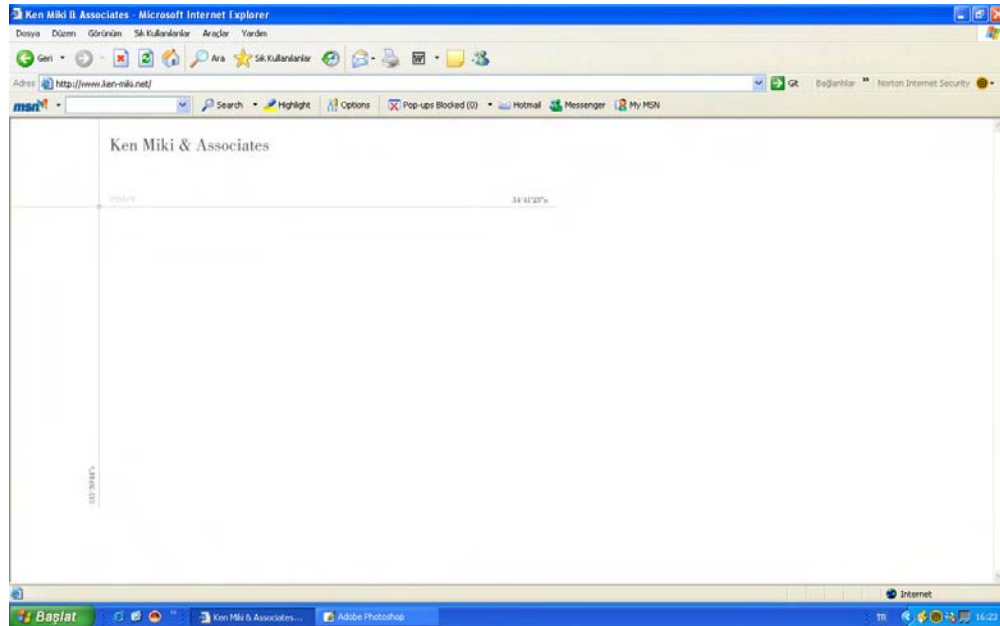 Ken Miki & Associates - Microsoft Internet Explorer
Dosya Düzen Görünüm Sık Kullanılanlar Araçlar Yardım
Geri Ara Sık Kullanılanlar
Adres http://www.ken-miki.net/ Git Bağlantılar » Norton Internet Security
msn Search Highlight Options Pop-ups Blocked (0) Hotmail Messenger My MSN
Ken Miki & Associates
enter
Internet
Başlat Ken Miki & Associates... Adobe Photoshop TR 16:22